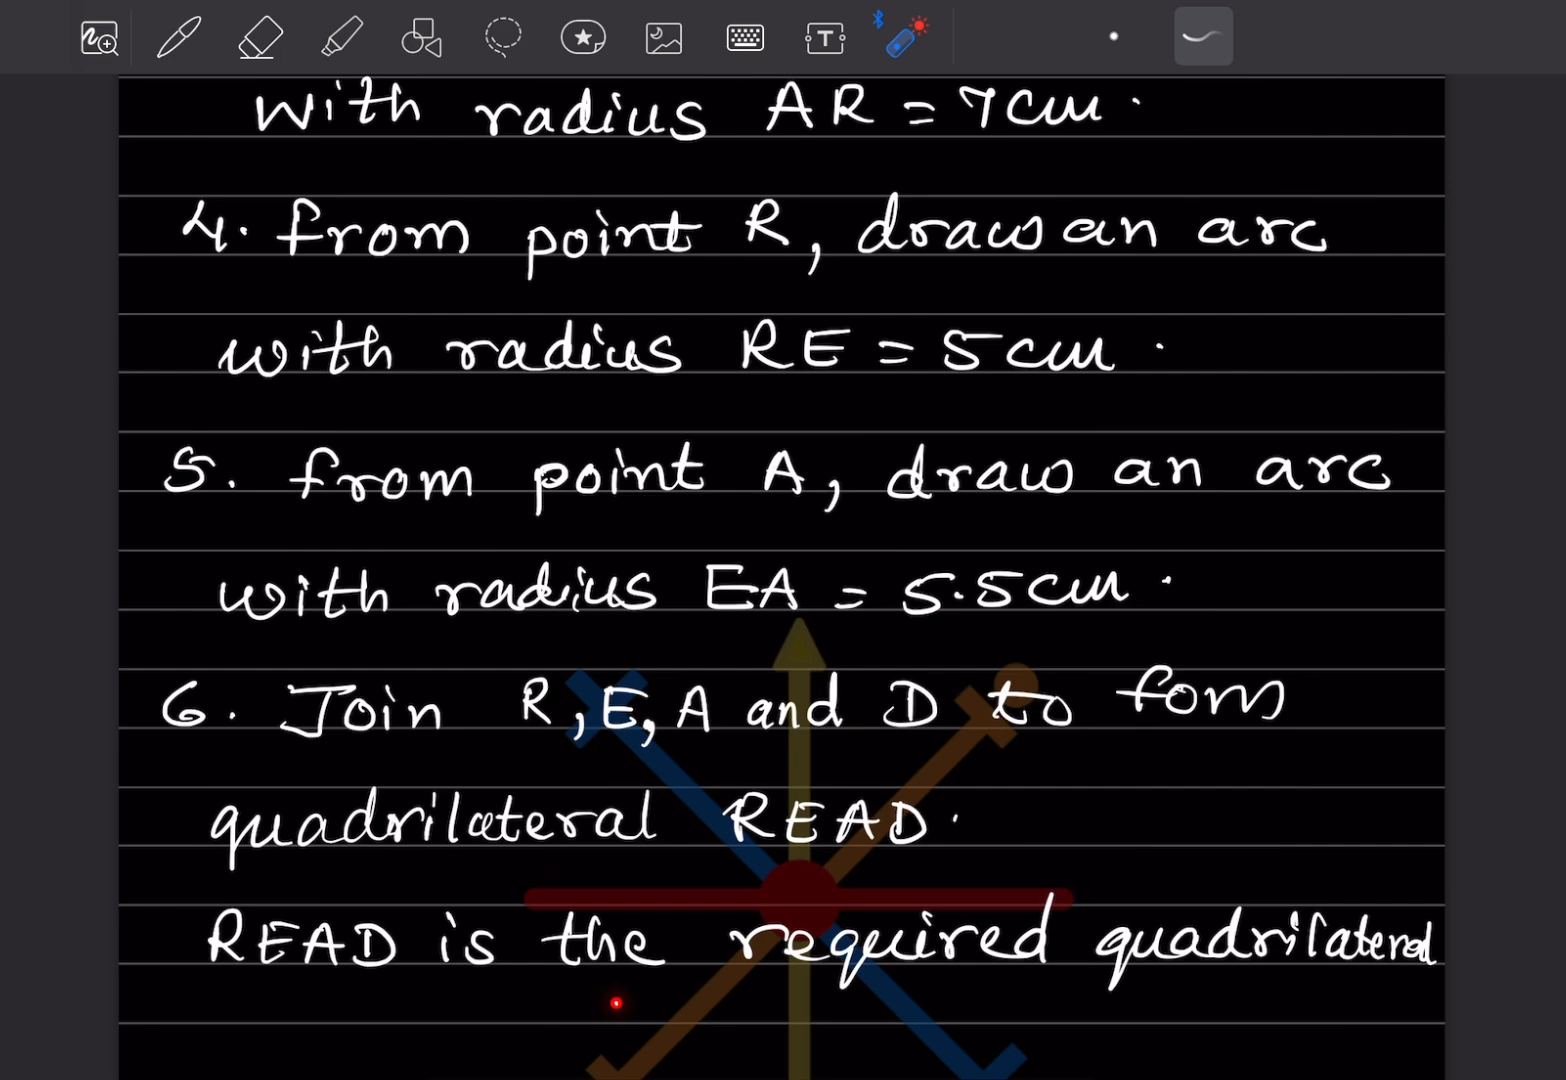 with radius AR = 7cm.
4. from point R, draw an arc
with radius RE = 5cm.
5. from point A, draw an arc
with radius EA = 5.5cm.
6. Join R, E, A and D to form
quadrilateral READ.
READ is the required quadrilateral